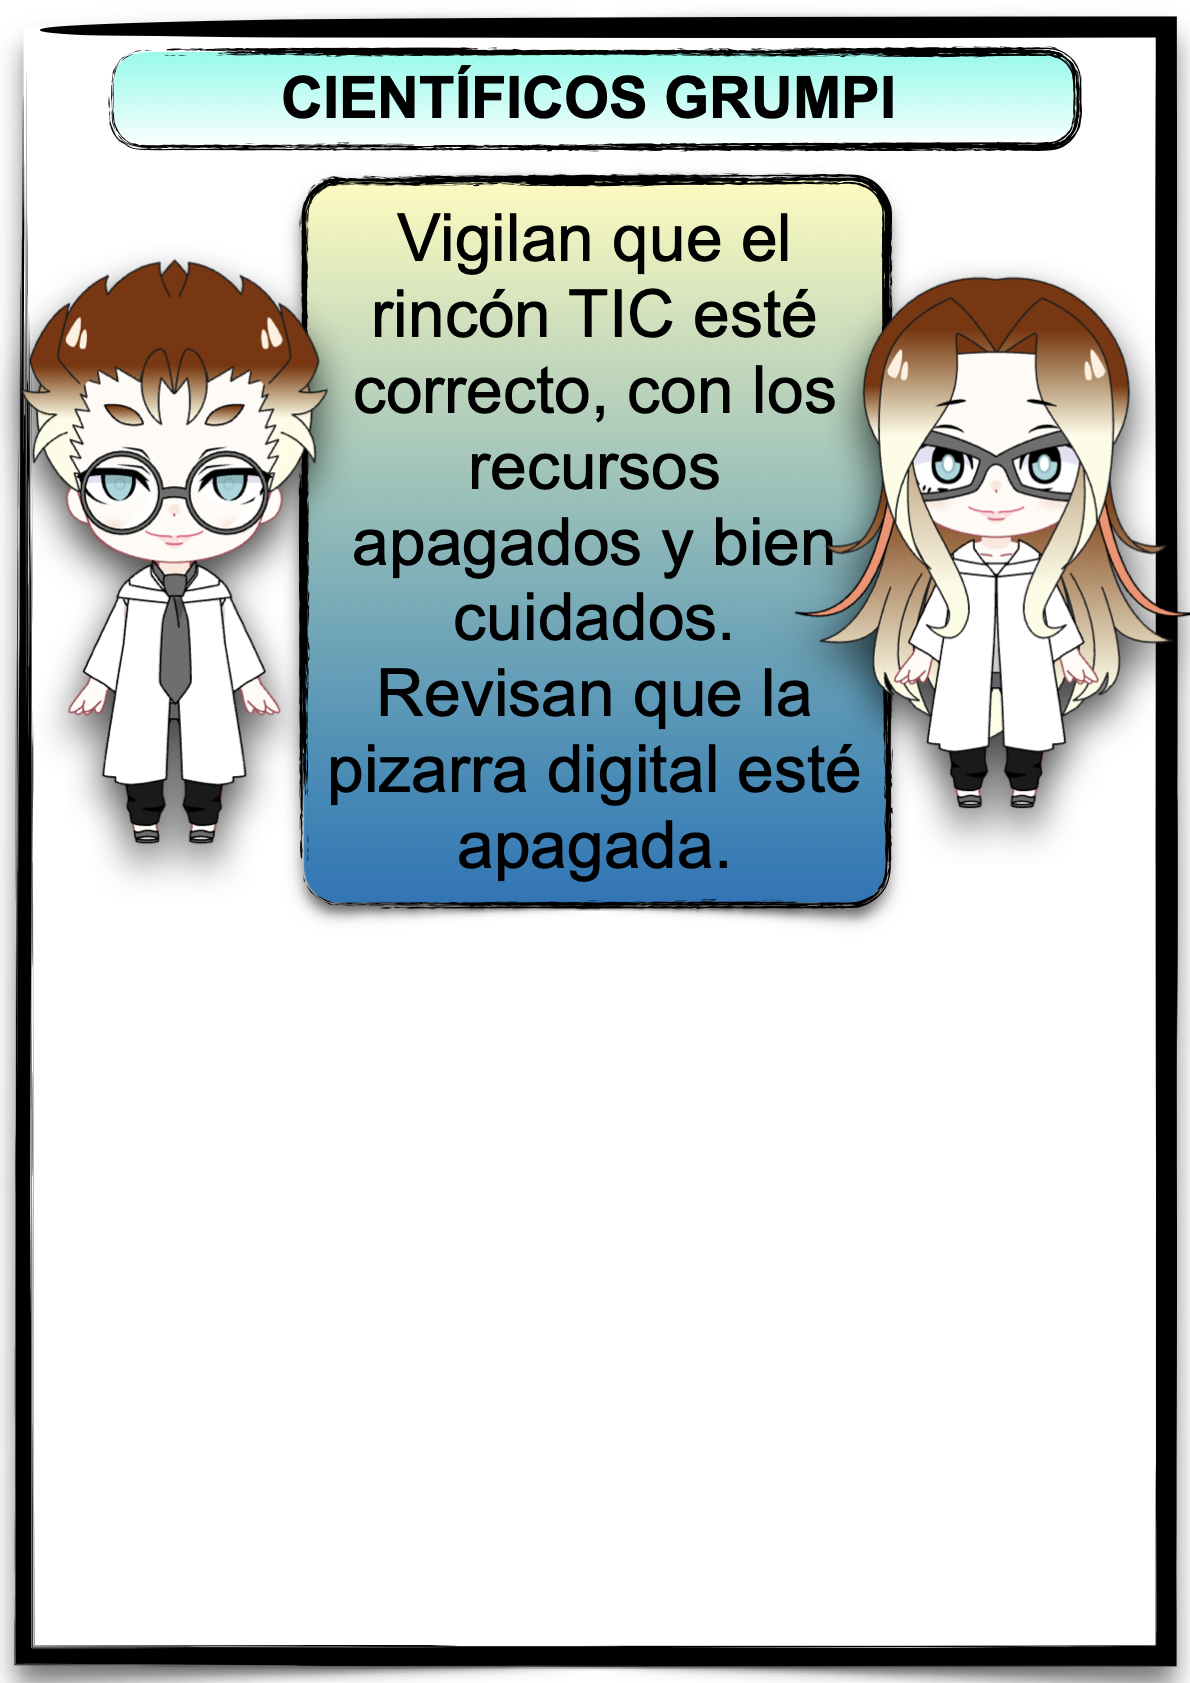 CIENTÍFICOS GRUMPI
Vigilan que el
rincón TIC esté
correcto, con los
recursos
apagados y bien
cuidados.
Revisan que la
pizarra digital esté
apagada.